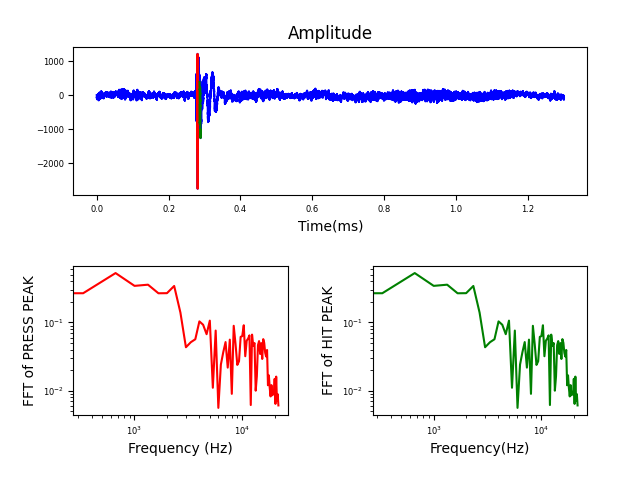 Amplitude
1000
0
−1000
−2000
0.0 0.2 0.4 0.6 0.8 1.0 1.2
Time(ms)
FFT of PRESS PEAK
10⁻¹
10⁻²
10³ 10⁴
Frequency (Hz)
FFT of HIT PEAK
10⁻¹
10⁻²
10³ 10⁴
Frequency(Hz)